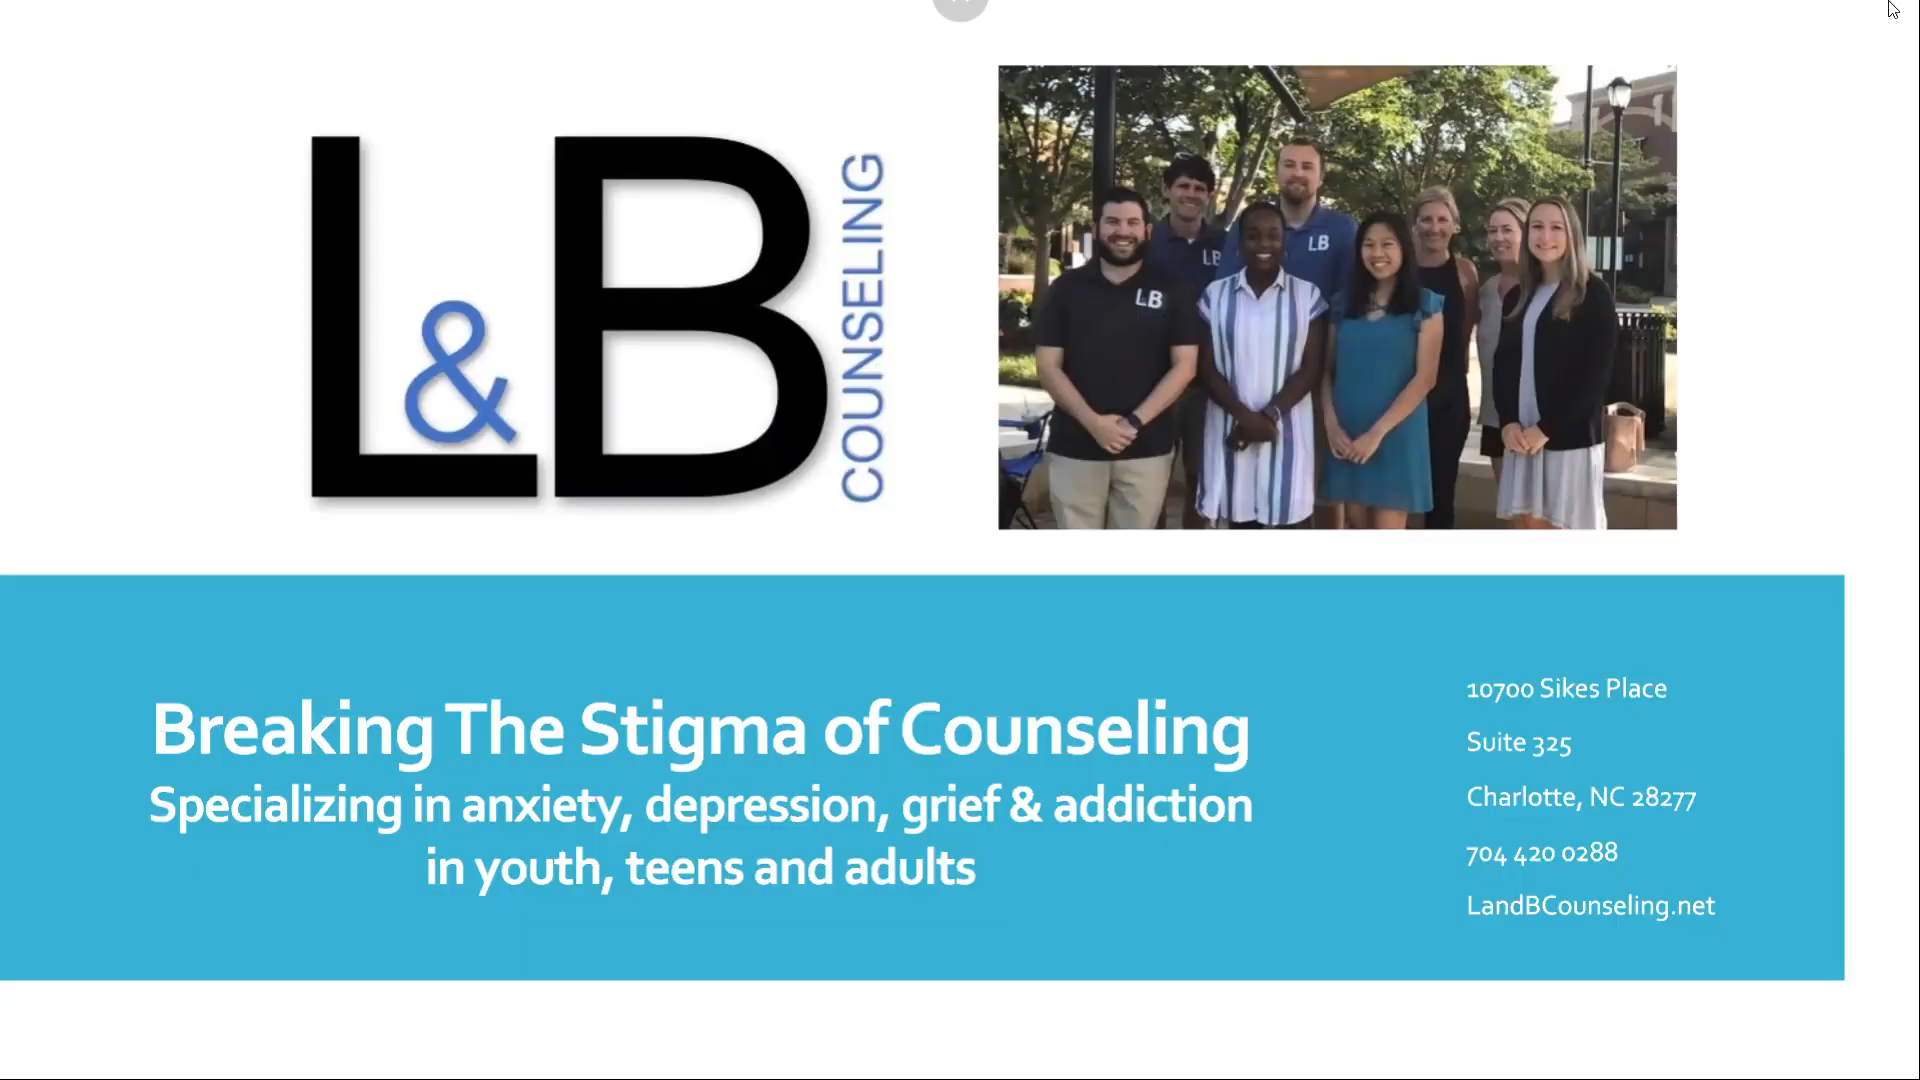 L&B
COUNSELING
LB
LB
LB
Breaking The Stigma of Counseling
Specializing in anxiety, depression, grief & addiction
in youth, teens and adults
10700 Sikes Place
Suite 325
Charlotte, NC 28277
704 420 0288
LandBCounseling.net